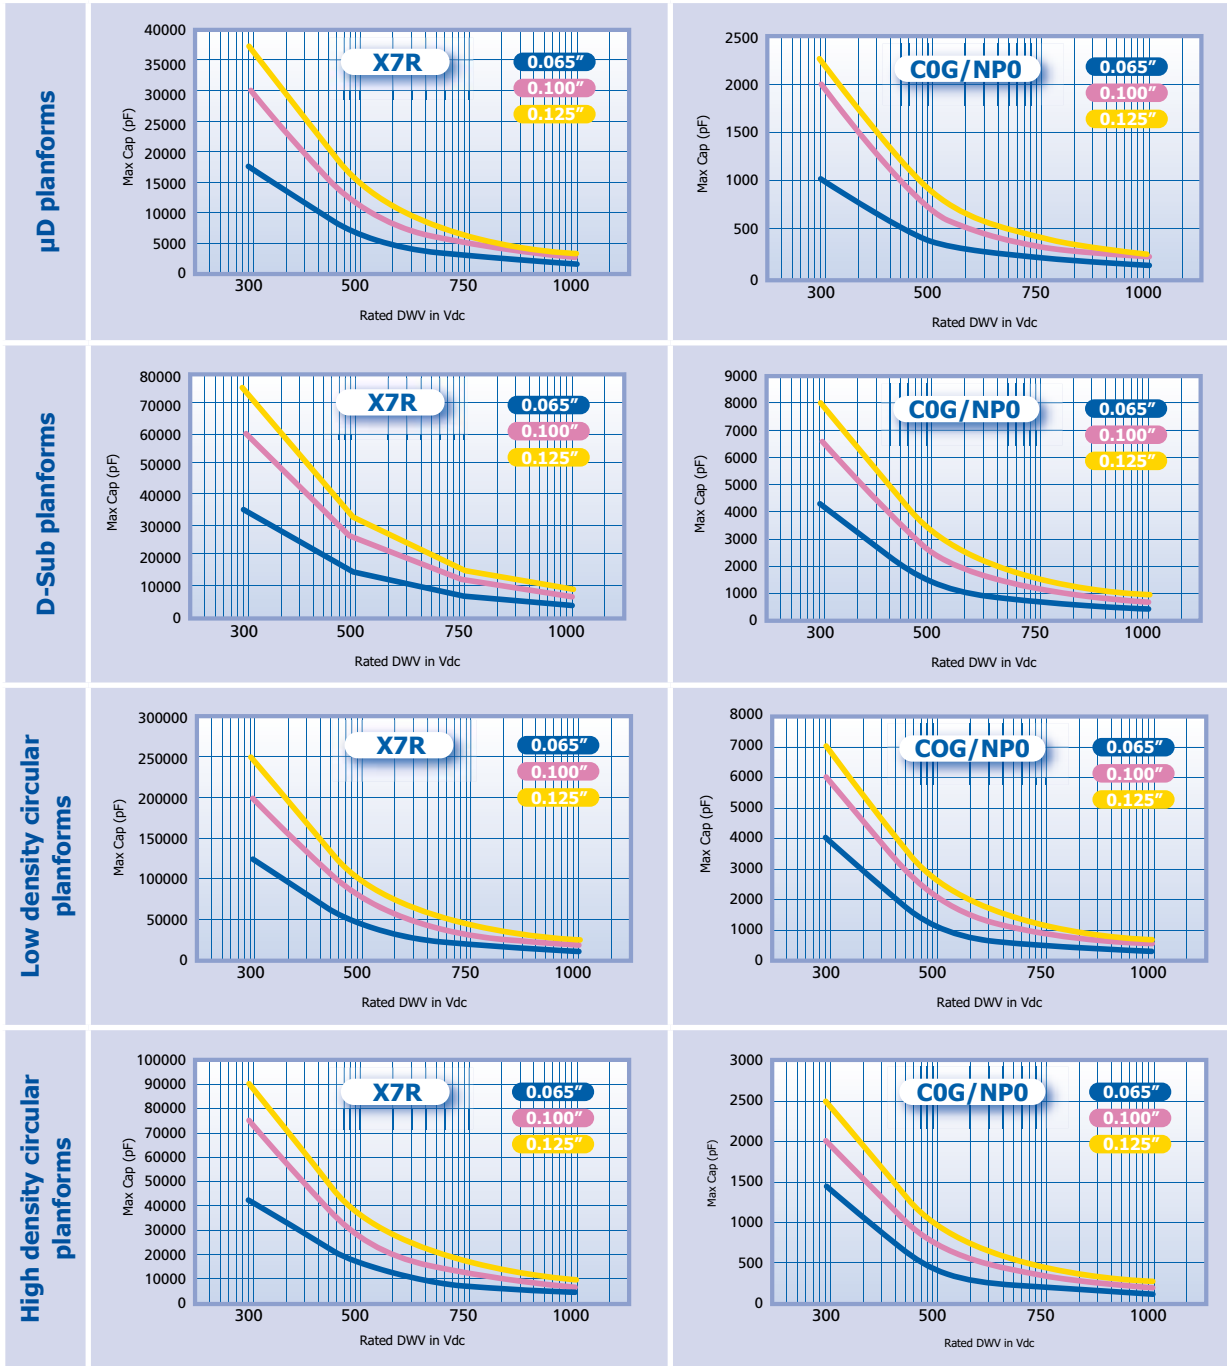 µD planforms
X7R
0.065″
0.100″
0.125″
Max Cap (pF)
40000
35000
30000
25000
20000
15000
10000
5000
0
300 500 750 1000
Rated DWV in Vdc
C0G/NP0
0.065″
0.100″
0.125″
Max Cap (pF)
2500
2000
1500
1000
500
0
300 500 750 1000
Rated DWV in Vdc
D-Sub planforms
X7R
0.065″
0.100″
0.125″
Max Cap (pF)
80000
70000
60000
50000
40000
30000
20000
10000
0
300 500 750 1000
Rated DWV in Vdc
C0G/NP0
0.065″
0.100″
0.125″
Max Cap (pF)
9000
8000
7000
6000
5000
4000
3000
2000
1000
0
300 500 750 1000
Rated DWV in Vdc
Low density circular
planforms
X7R
0.065″
0.100″
0.125″
Max Cap (pF)
300000
250000
200000
150000
100000
50000
0
300 500 750 1000
Rated DWV in Vdc
COG/NP0
0.065″
0.100″
0.125″
Max Cap (pF)
8000
7000
6000
5000
4000
3000
2000
1000
0
300 500 750 1000
Rated DWV in Vdc
High density circular
planforms
X7R
0.065″
0.100″
0.125″
Max Cap (pF)
100000
90000
80000
70000
60000
50000
40000
30000
20000
10000
0
300 500 750 1000
Rated DWV in Vdc
C0G/NP0
0.065″
0.100″
0.125″
Max Cap (pF)
3000
2500
2000
1500
1000
500
0
300 500 750 1000
Rated DWV in Vdc